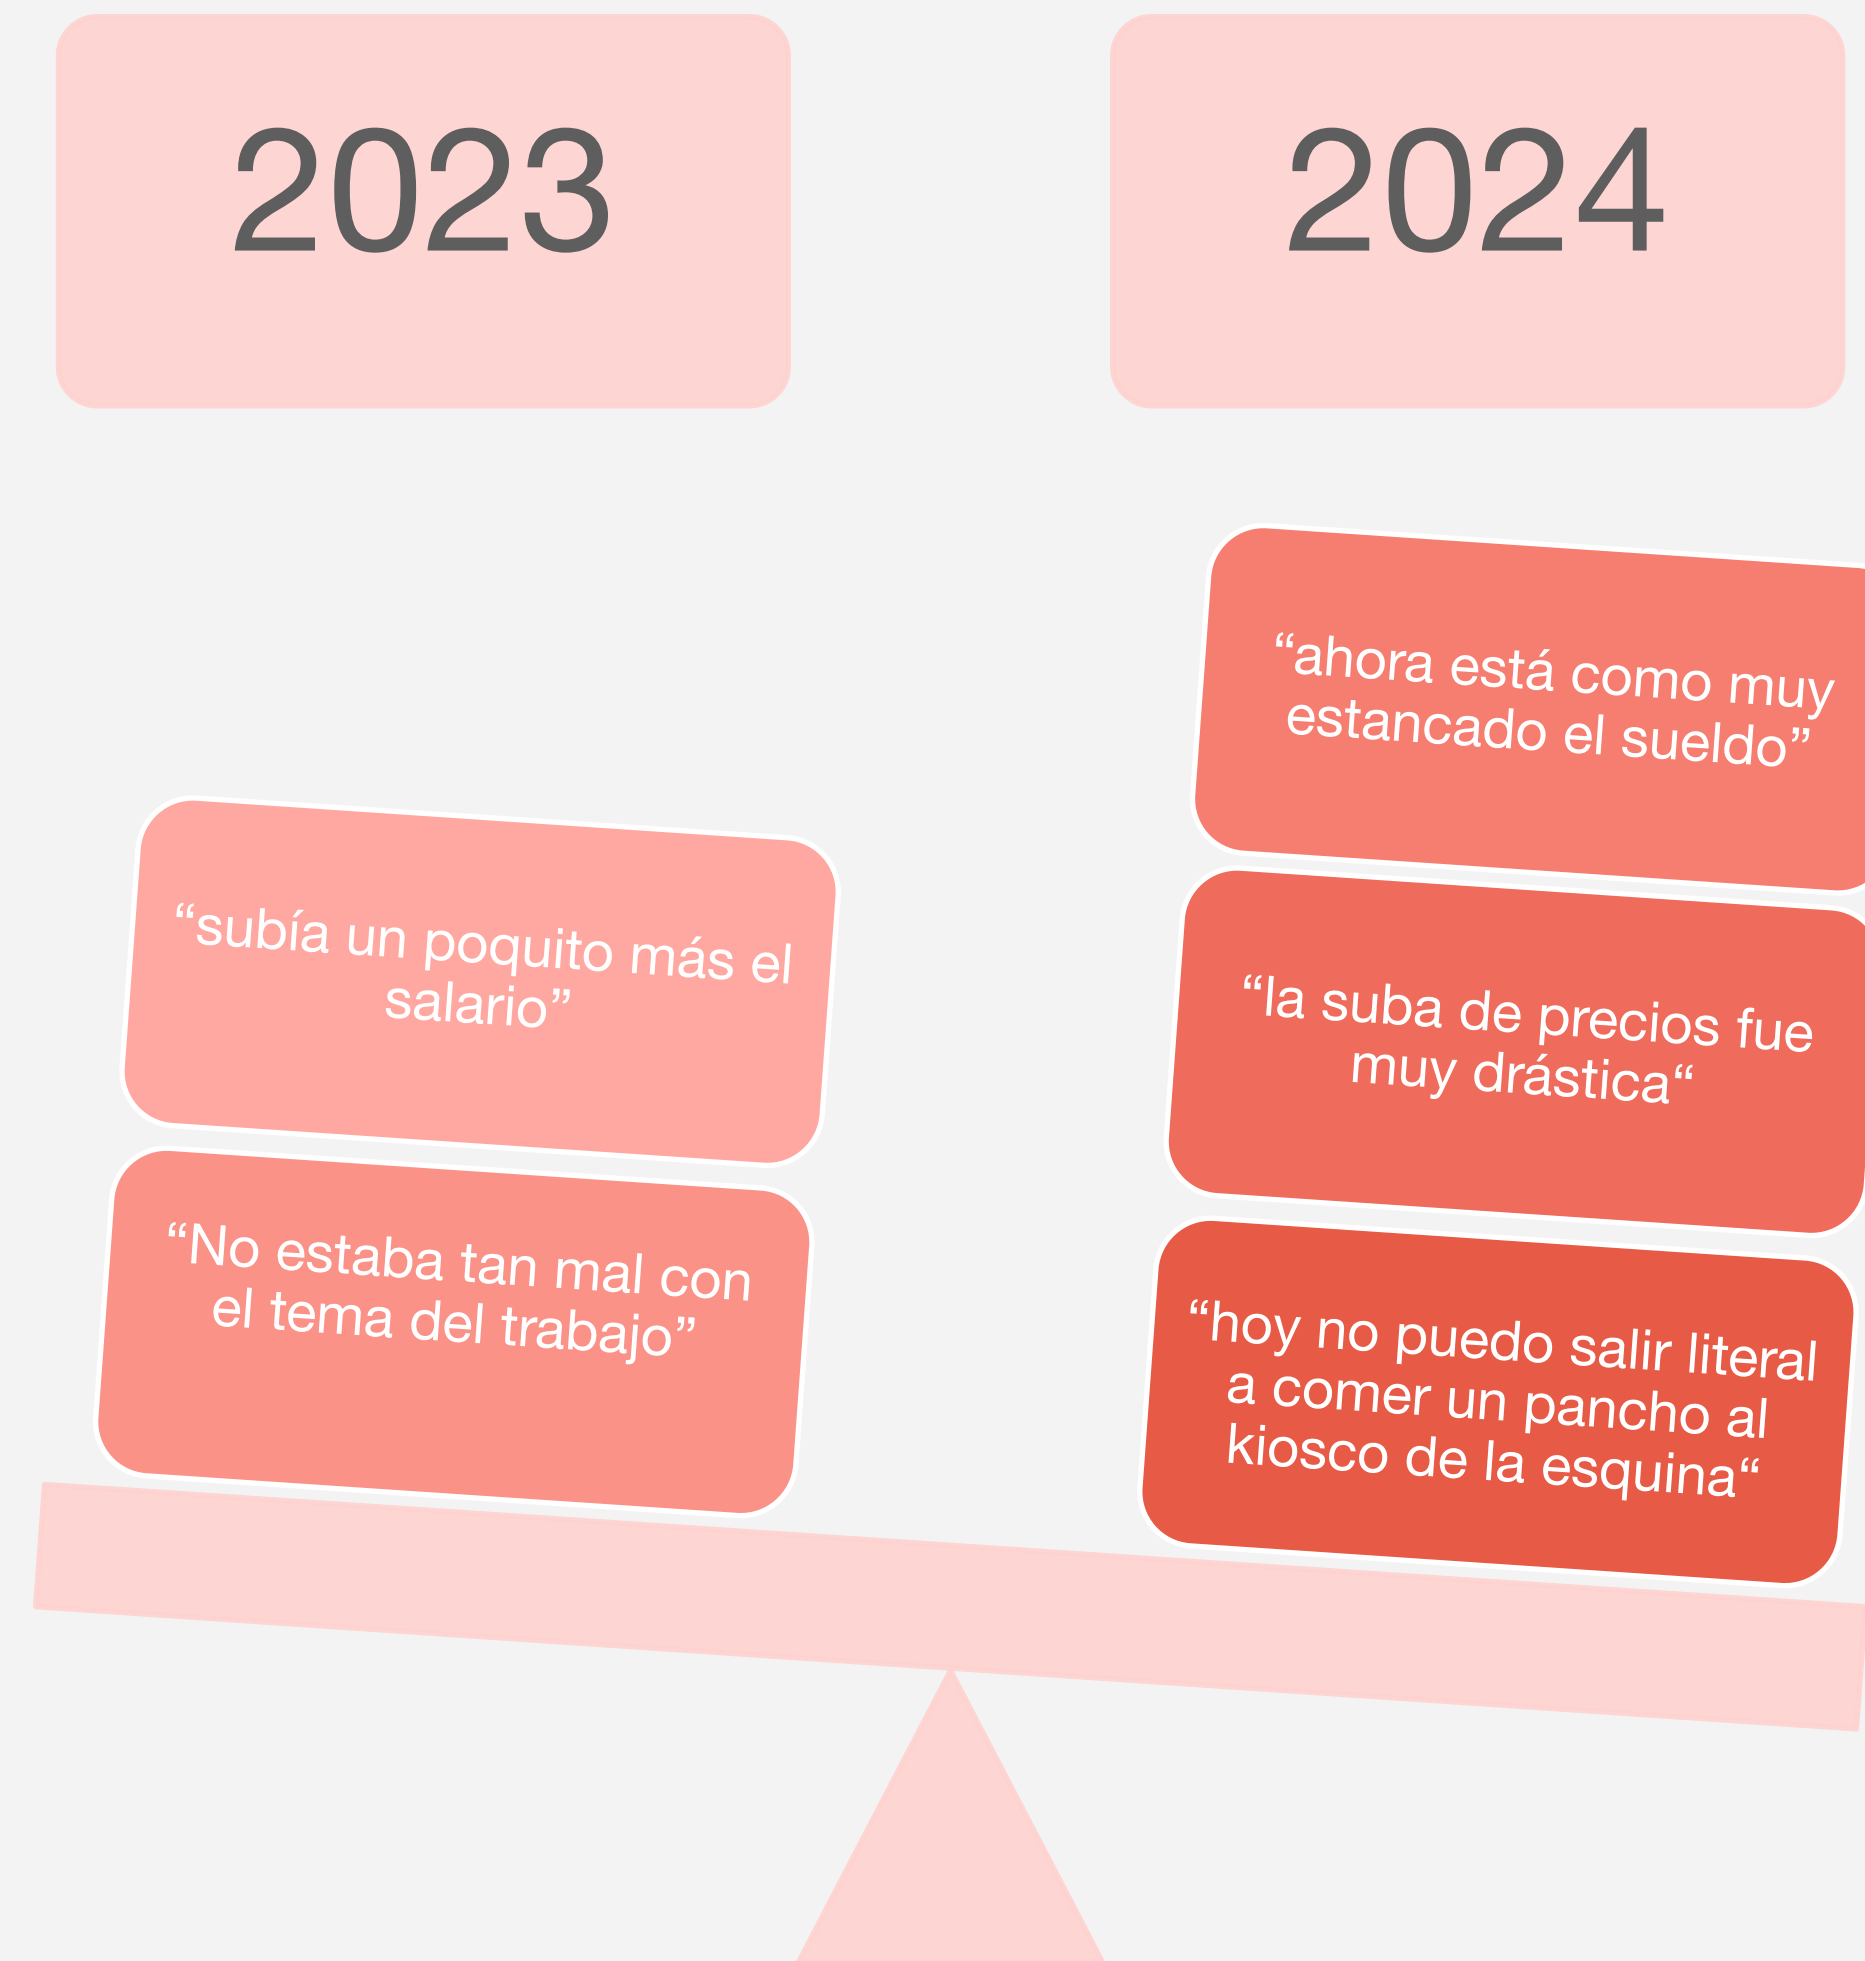 2023
2024
“subía un poquito más el
salario”
“No estaba tan mal con
el tema del trabajo”
“ahora está como muy
estancado el sueldo”
“la suba de precios fue
muy drástica“
“hoy no puedo salir literal
a comer un pancho al
kiosco de la esquina“